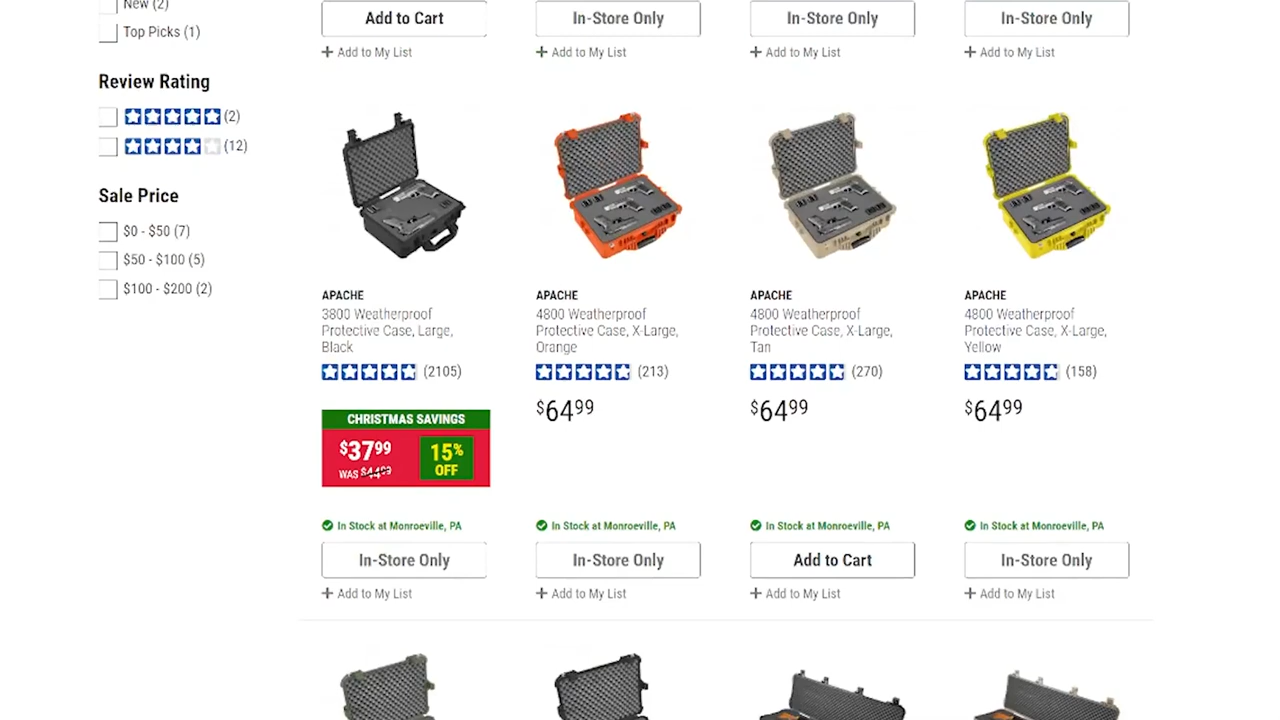 New (2)
Top Picks (1)
Review Rating
(2)
(12)
Sale Price
$0 - $50 (7)
$50 - $100 (5)
$100 - $200 (2)
Add to Cart
In-Store Only
In-Store Only
In-Store Only
+ Add to My List
+ Add to My List
+ Add to My List
+ Add to My List
APACHE
3800 Weatherproof
Protective Case, Large,
Black
(2105)
CHRISTMAS SAVINGS
$37.99
15%
OFF
WAS $44.99
In Stock at Monroeville, PA
In-Store Only
+ Add to My List
APACHE
4800 Weatherproof
Protective Case, X-Large,
Orange
(213)
$64.99
In Stock at Monroeville, PA
In-Store Only
+ Add to My List
APACHE
4800 Weatherproof
Protective Case, X-Large,
Tan
(270)
$64.99
In Stock at Monroeville, PA
Add to Cart
+ Add to My List
APACHE
4800 Weatherproof
Protective Case, X-Large,
Yellow
(158)
$64.99
In Stock at Monroeville, PA
In-Store Only
+ Add to My List